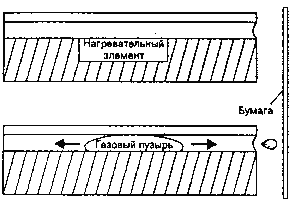 Нагревательный
элемент
Бумага
Газовый пузырь